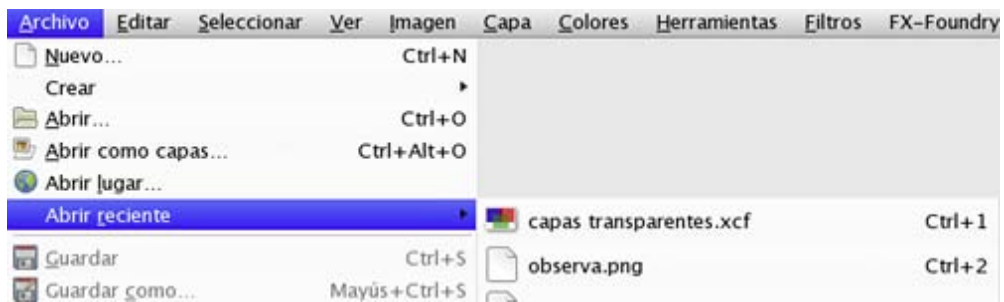 Archivo Editar Seleccionar Ver Imagen Capa Colores Herramientas Filtros FX-Foundry
Nuevo... Ctrl+N
Crear
Abrir... Ctrl+O
Abrir como capas... Ctrl+Alt+O
Abrir lugar...
Abrir reciente
capas transparentes.xcf Ctrl+1
Guardar Ctrl+S
observa.png Ctrl+2
Guardar como... Mayús+Ctrl+S